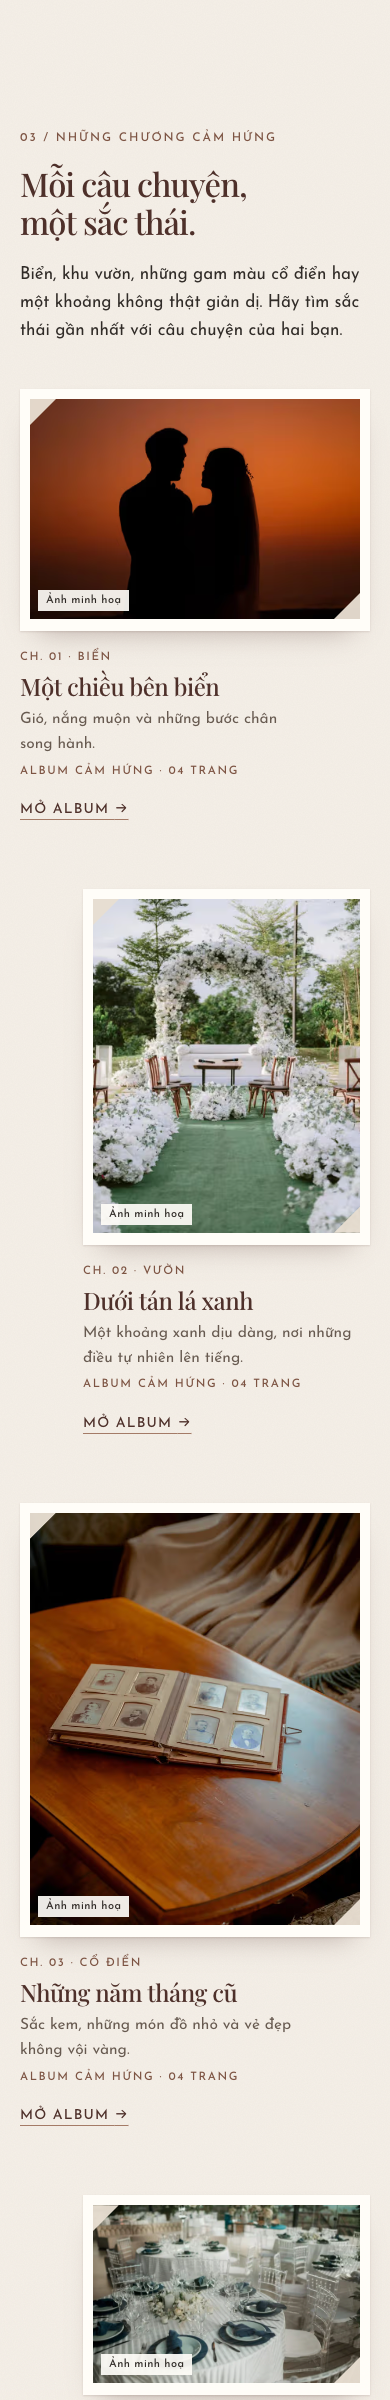 03 / NHỮNG CHƯƠNG CẢM HỨNG
Mỗi câu chuyện,
một sắc thái.
Biển, khu vườn, những gam màu cổ điển hay
một khoảng không thật giản dị. Hãy tìm sắc
thái gần nhất với câu chuyện của hai bạn.
Ảnh minh hoạ
CH. 01 · BIỂN
Một chiều bên biển
Gió, nắng muộn và những bước chân
song hành.
ALBUM CẢM HỨNG · 04 TRANG
MỞ ALBUM →
Ảnh minh hoạ
CH. 02 · VƯỜN
Dưới tán lá xanh
Một khoảng xanh dịu dàng, nơi những
điều tự nhiên lên tiếng.
ALBUM CẢM HỨNG · 04 TRANG
MỞ ALBUM →
Ảnh minh hoạ
CH. 03 · CỔ ĐIỂN
Những năm tháng cũ
Sắc kem, những món đồ nhỏ và vẻ đẹp
không vội vàng.
ALBUM CẢM HỨNG · 04 TRANG
MỞ ALBUM →
Ảnh minh hoạ